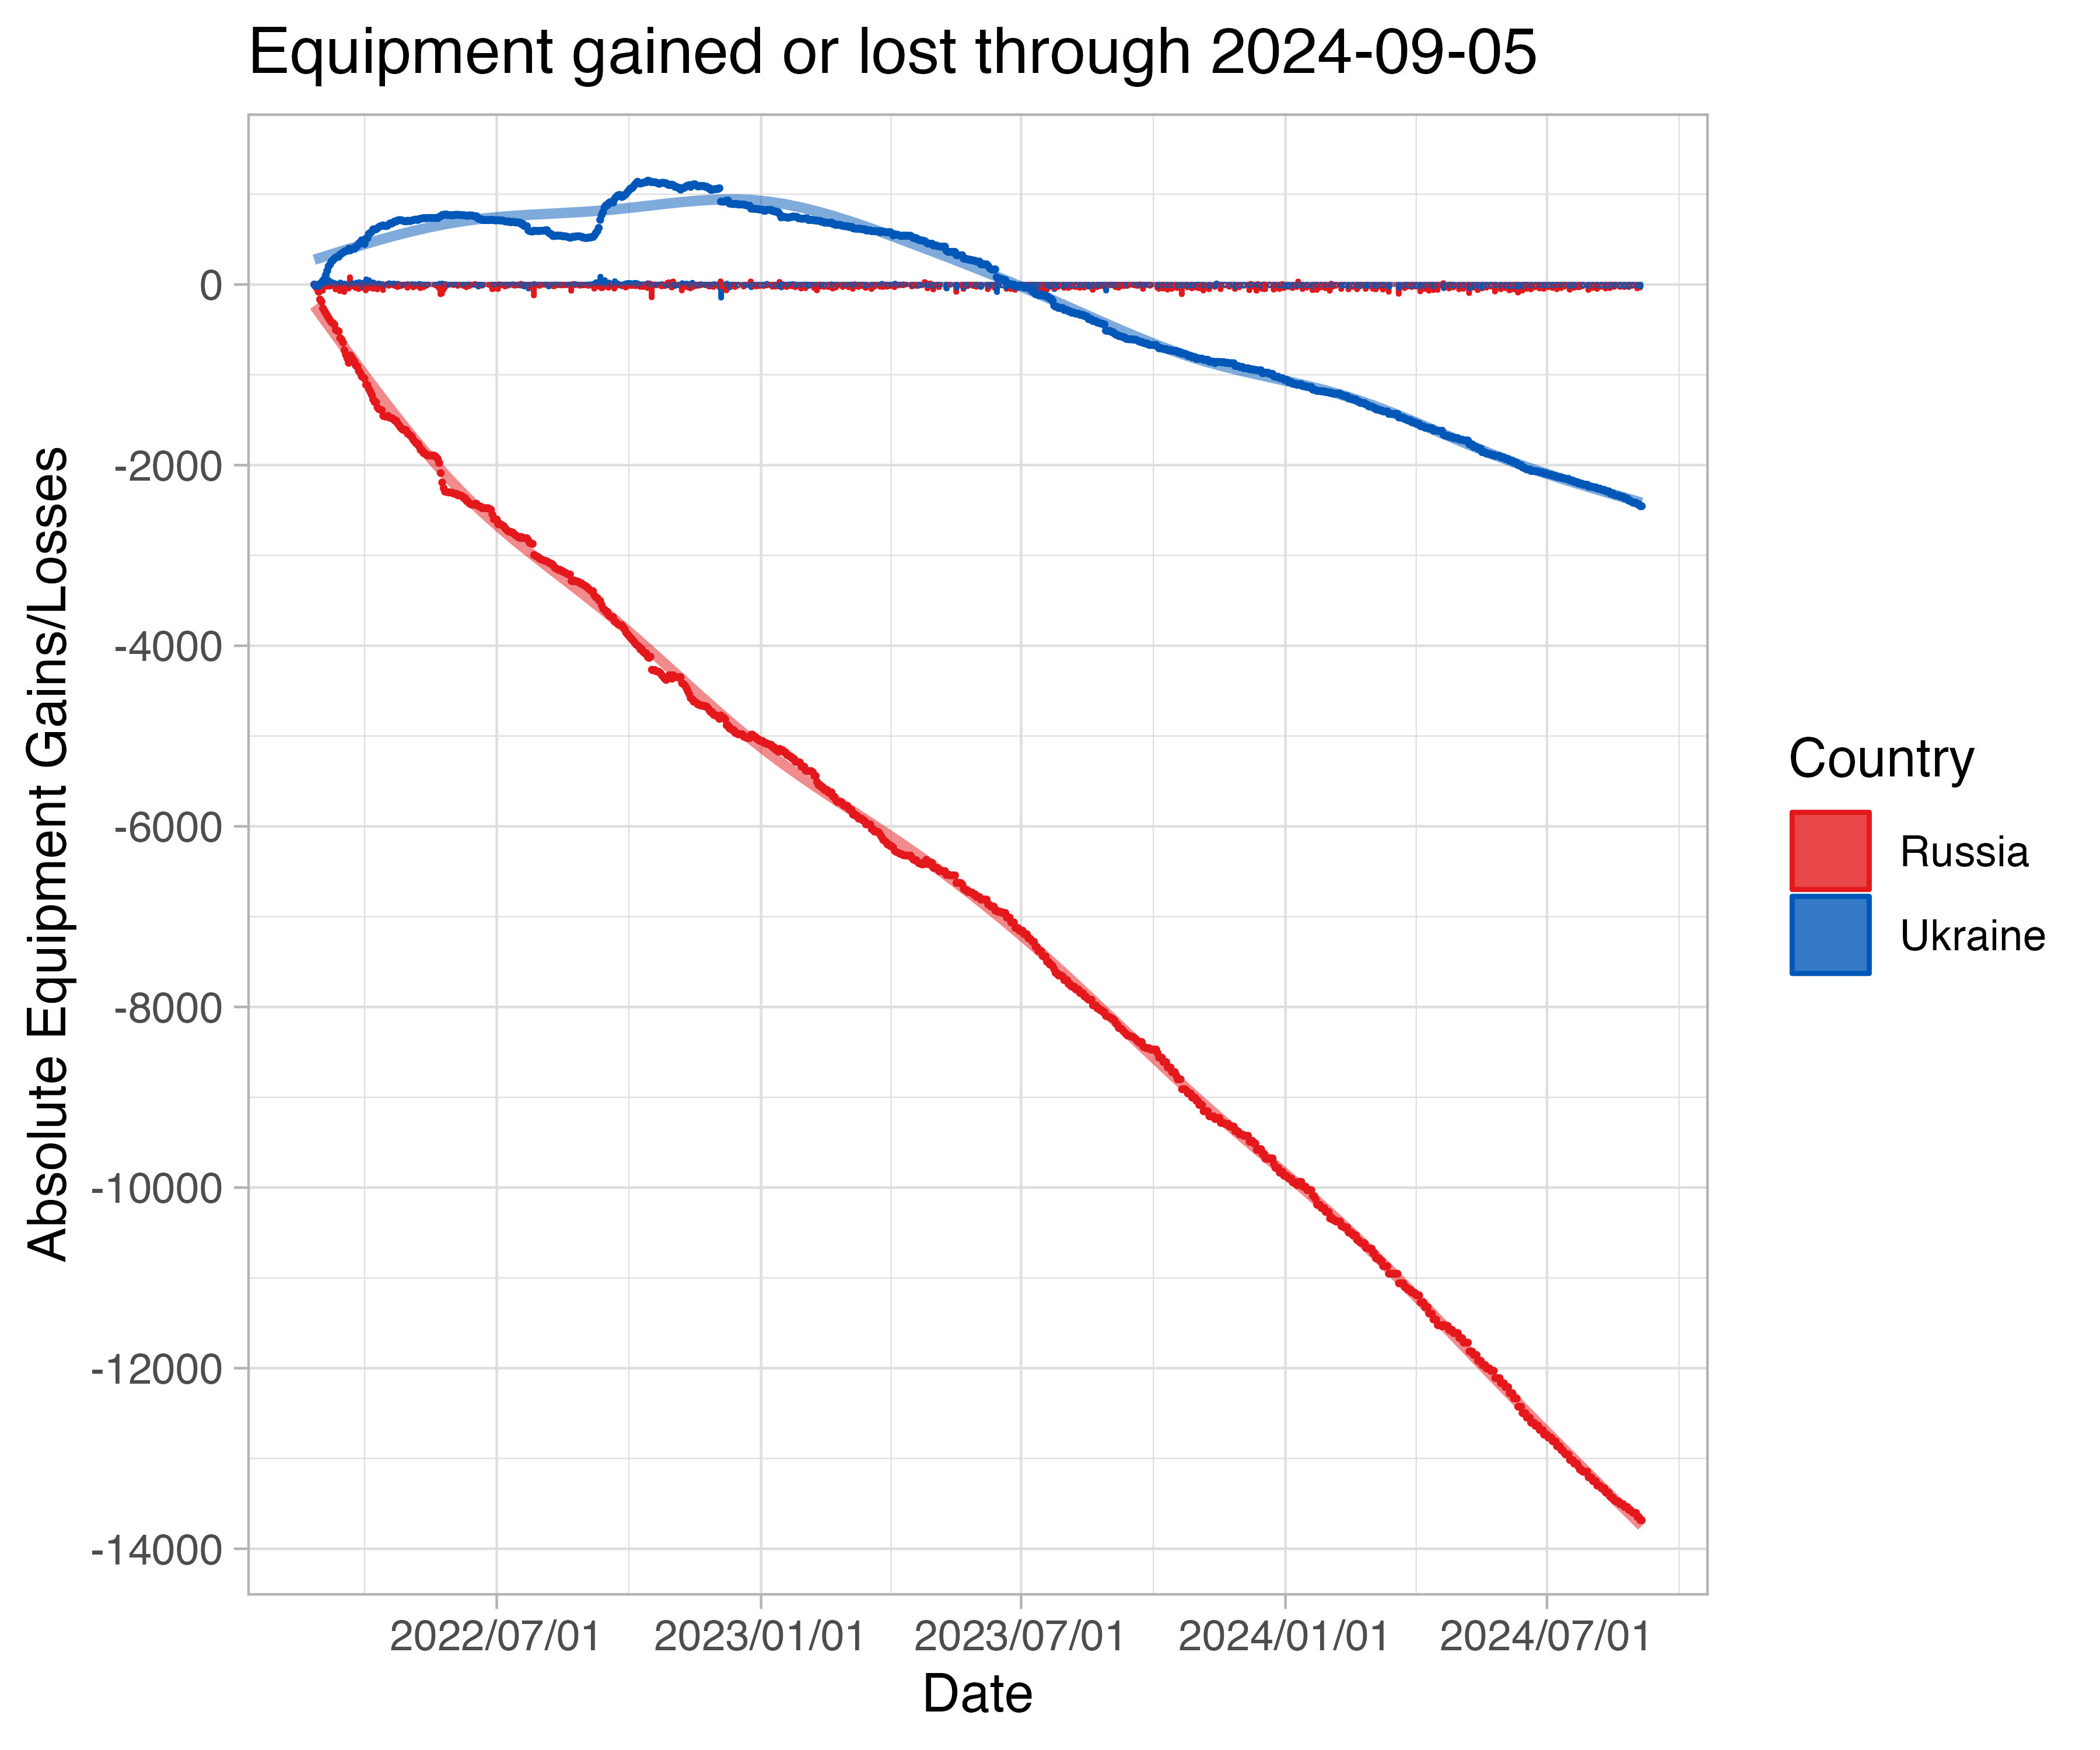 Equipment gained or lost through 2024-09-05
Absolute Equipment Gains/Losses
0
-2000
-4000
-6000
-8000
-10000
-12000
-14000
2022/07/01
2023/01/01
2023/07/01
2024/01/01
2024/07/01
Date
Country
Russia
Ukraine